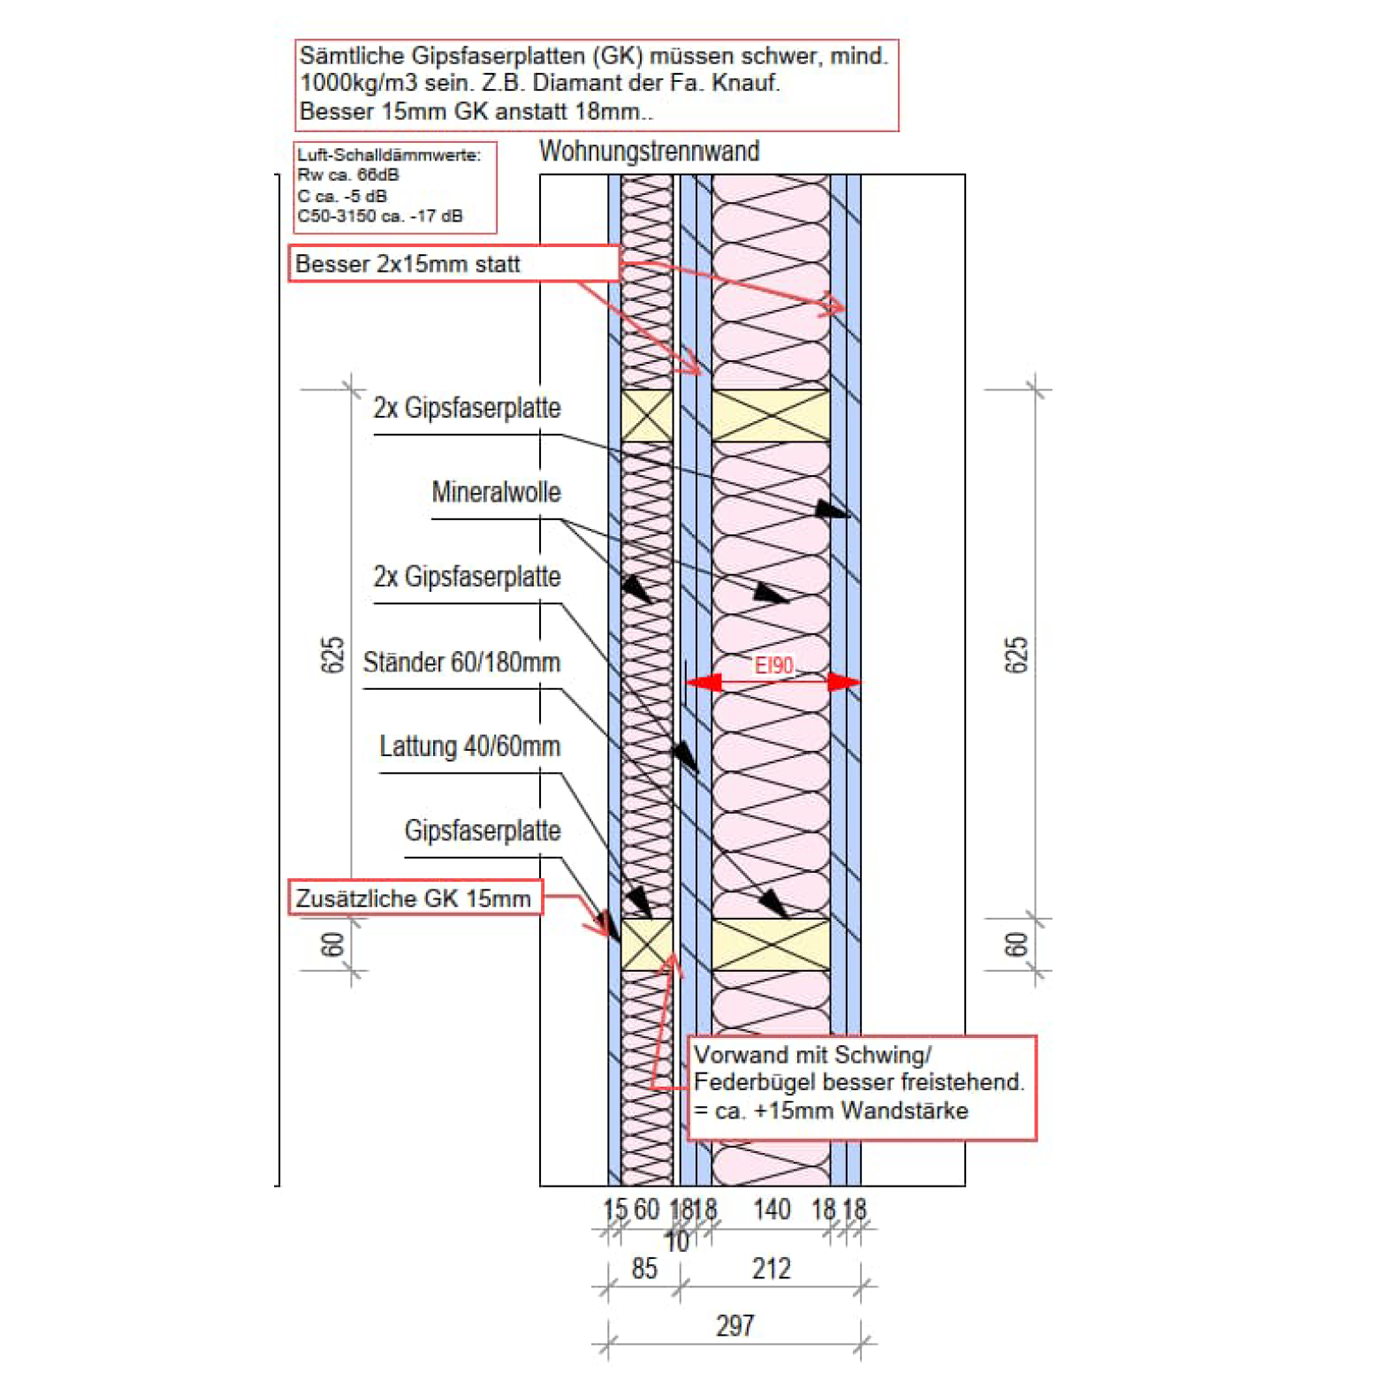 Sämtliche Gipsfaserplatten (GK) müssen schwer, mind.
1000kg/m3 sein. Z.B. Diamant der Fa. Knauf.
Besser 15mm GK anstatt 18mm..
Wohnungstrennwand
Luft-Schalldämmwerte:
Rw ca. 66dB
C ca. -5 dB
C50-3150 ca. -17 dB
Besser 2x15mm statt
2x Gipsfaserplatte
Mineralwolle
2x Gipsfaserplatte
625
Ständer 60/180mm
EI90
625
Lattung 40/60mm
Gipsfaserplatte
Zusätzliche GK 15mm
60
60
Vorwand mit Schwing/
Federbügel besser freistehend.
= ca. +15mm Wandstärke
15 60 18 18 140 18 18
10
85 212
297